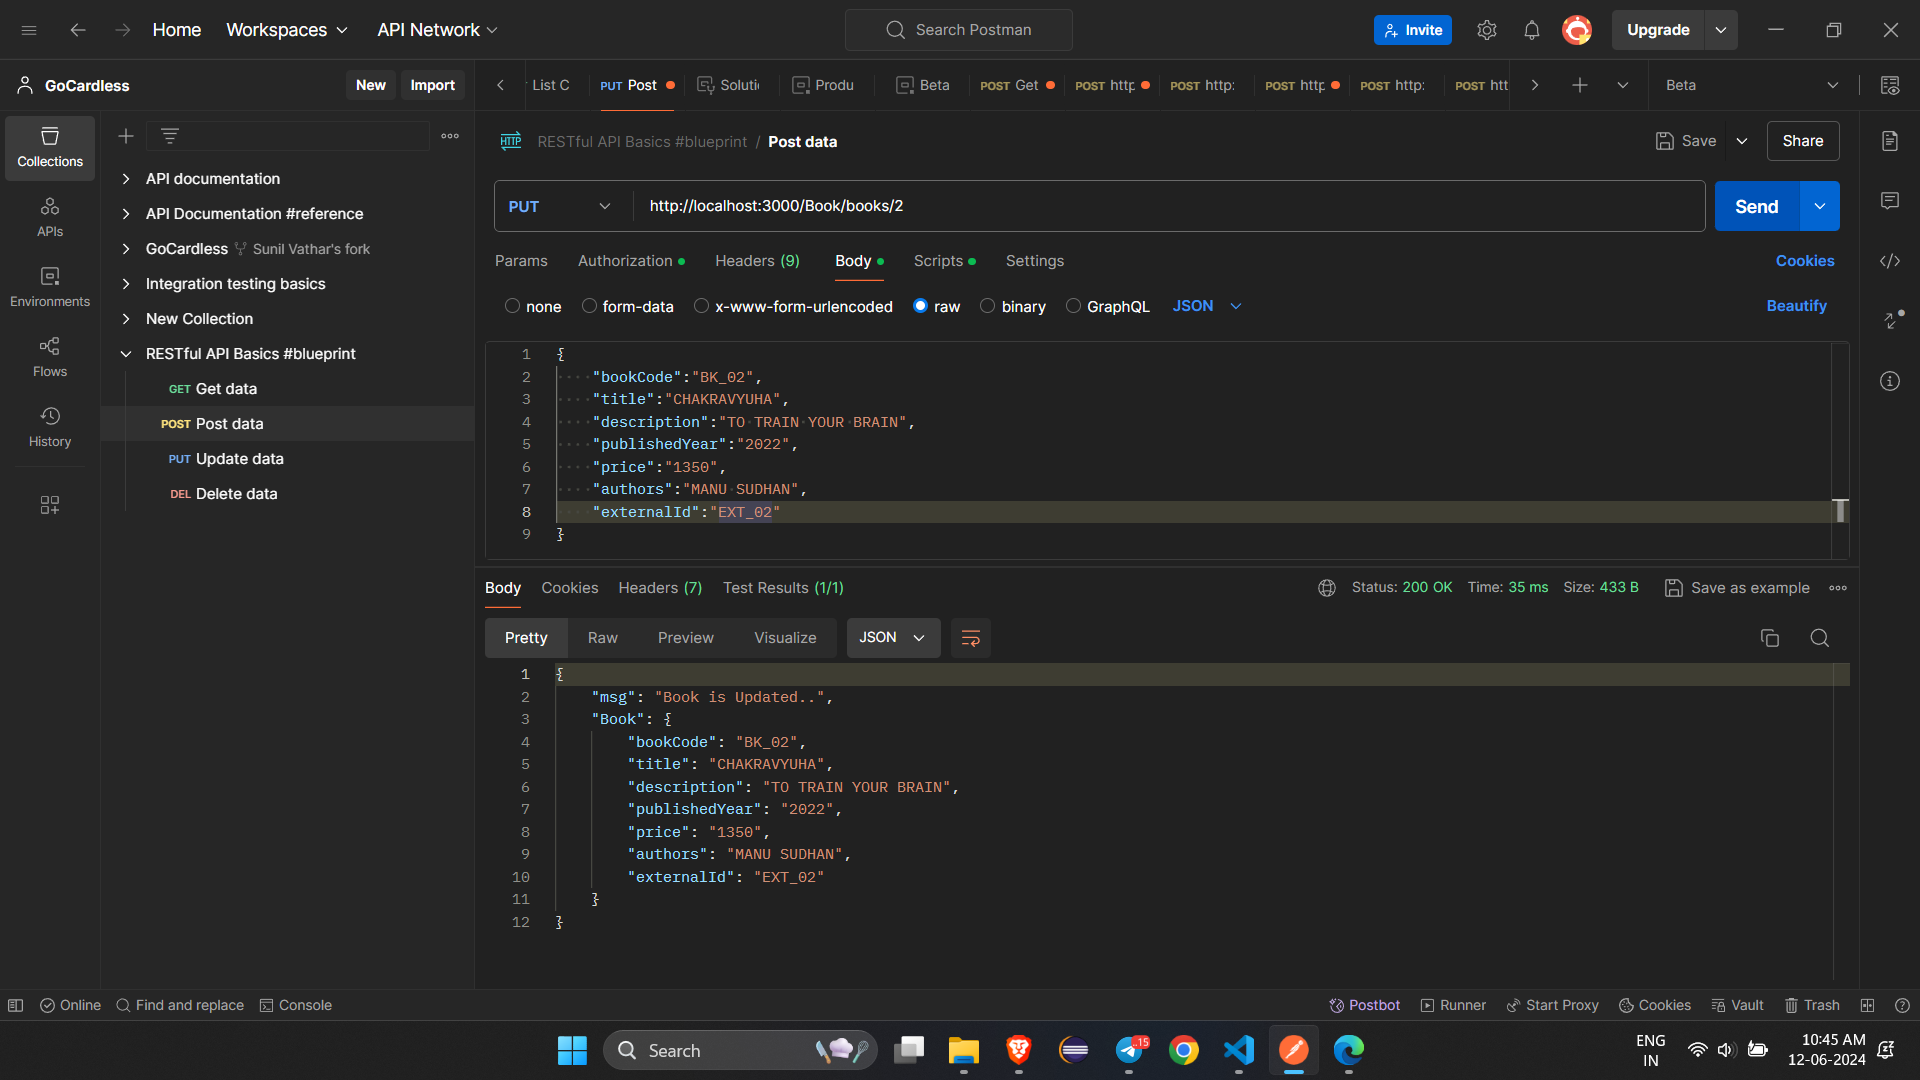 Home Workspaces API Network Search Postman Invite Upgrade
GoCardless New Import List C PUT Post Soluti Produ Beta POST Get POST http POST http: POST http POST http: POST htt Beta
RESTful API Basics #blueprint / Post data Save Share
Collections
APIs
Environments
Flows
History
API documentation
API Documentation #reference
GoCardless Sunil Vathar's fork
Integration testing basics
New Collection
RESTful API Basics #blueprint
GET Get data
POST Post data
PUT Update data
DEL Delete data
HTTP
PUT http://localhost:3000/Book/books/2 Send
Params Authorization Headers (9) Body Scripts Settings Cookies
none form-data x-www-form-urlencoded raw binary GraphQL JSON Beautify
1 {
2 "bookCode":"BK_02",
3 "title":"CHAKRAVYUHA",
4 "description":"TO TRAIN YOUR BRAIN",
5 "publishedYear":"2022",
6 "price":"1350",
7 "authors":"MANU SUDHAN",
8 "externalId":"EXT_02"
9 }
Body Cookies Headers (7) Test Results (1/1) Status: 200 OK Time: 35 ms Size: 433 B Save as example
Pretty Raw Preview Visualize JSON
1 {
2 "msg": "Book is Updated..",
3 "Book": {
4 "bookCode": "BK_02",
5 "title": "CHAKRAVYUHA",
6 "description": "TO TRAIN YOUR BRAIN",
7 "publishedYear": "2022",
8 "price": "1350",
9 "authors": "MANU SUDHAN",
10 "externalId": "EXT_02"
11 }
12 }
Online Find and replace Console Postbot Runner Start Proxy Cookies Vault Trash
Search 15 ENG 10:45 AM
IN 12-06-2024